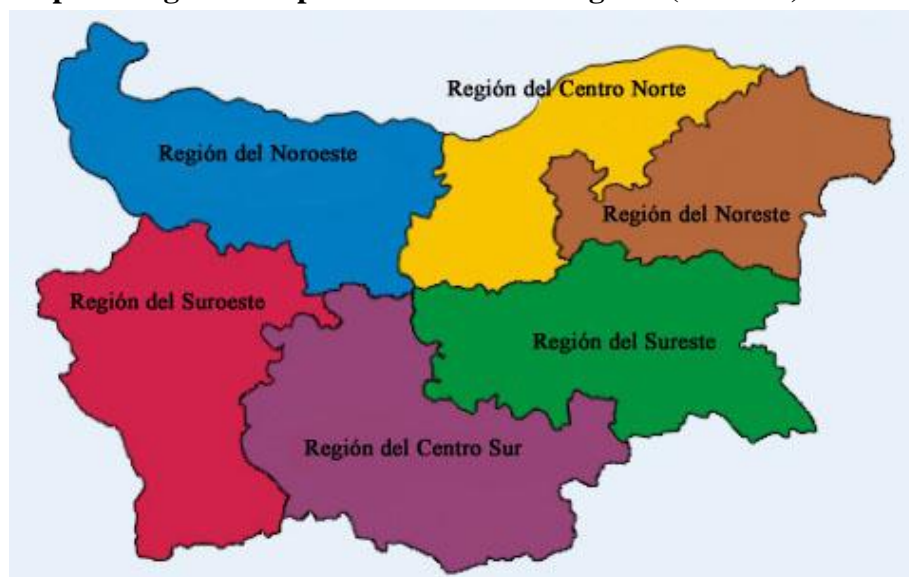 Región del Centro Norte
Región del Noroeste
Región del Noreste
Región del Suroeste
Región del Sureste
Región del Centro Sur